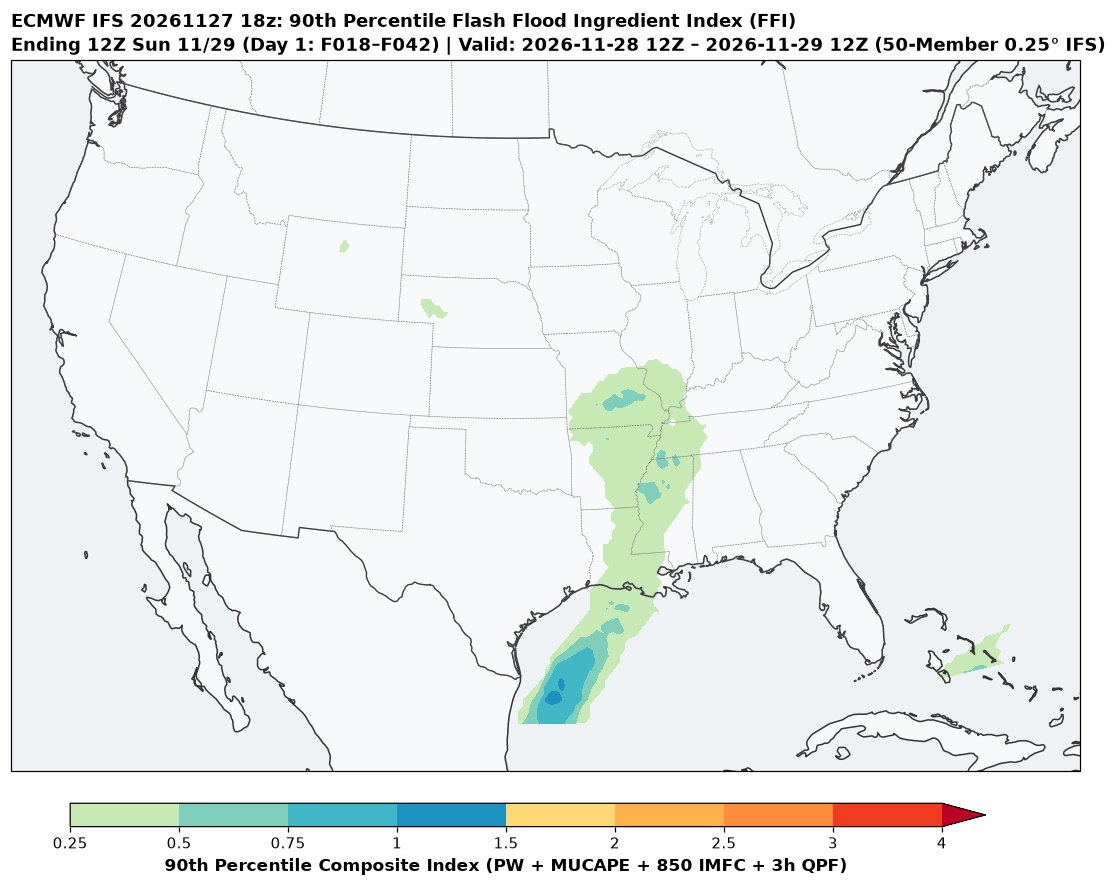 ECMWF IFS 20261127 18z: 90th Percentile Flash Flood Ingredient Index (FFI)
Ending 12Z Sun 11/29 (Day 1: F018–F042) | Valid: 2026-11-28 12Z – 2026-11-29 12Z (50-Member 0.25° IFS)
0.25 0.5 0.75 1 1.5 2 2.5 3 4
90th Percentile Composite Index (PW + MUCAPE + 850 IMFC + 3h QPF)